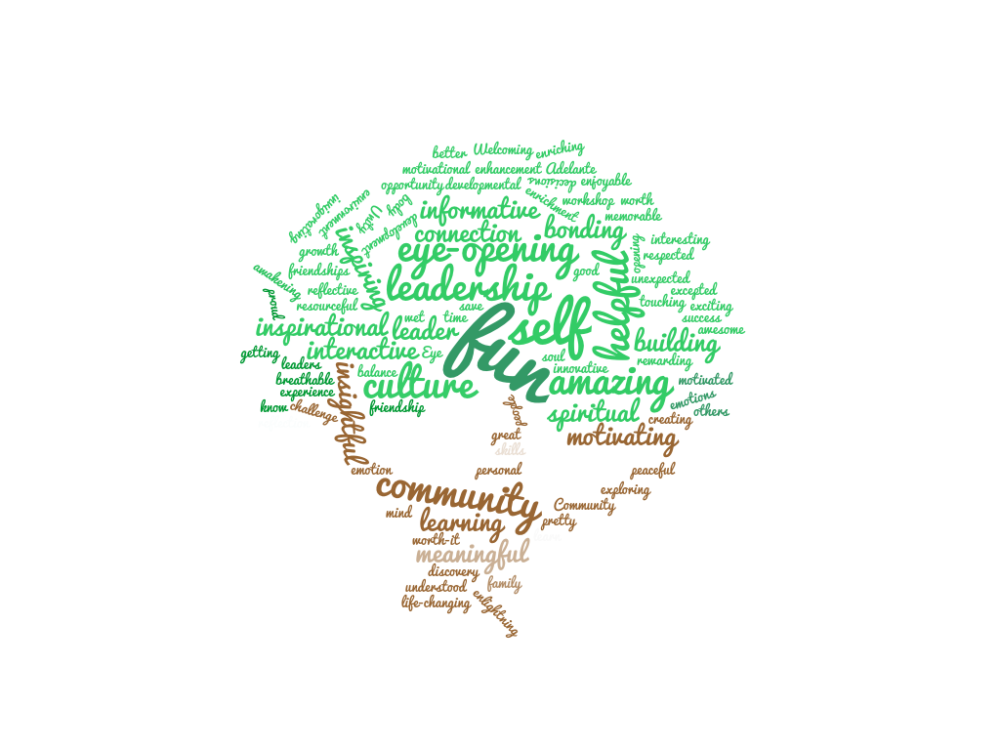 better Welcoming enriching
motivational enhancement Adelante
opportunity developmental decisions enjoyable
enrichment workshop worth
invigorating environment Unity body informative memorable
development connection bonding
inspiring eye-opening opening interesting
growth respected
awakening friendships leadership good helpful unexpected
reflective excepted
proud resourceful save touching exciting
wet time fun self success
inspirational leader awesome
interactive Eye building
getting soul rewarding
leaders balance innovative
breathable culture amazing motivated
experience insightful emotions
know challenge friendship people spiritual others
creating
great motivating
skills
emotion personal peaceful
community exploring
mind Community
learning pretty
worth-it
meaningful
discovery
understood family
life-changing enlightning